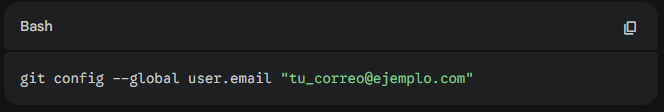 Bash
git config --global user.email "tu_correo@ejemplo.com"